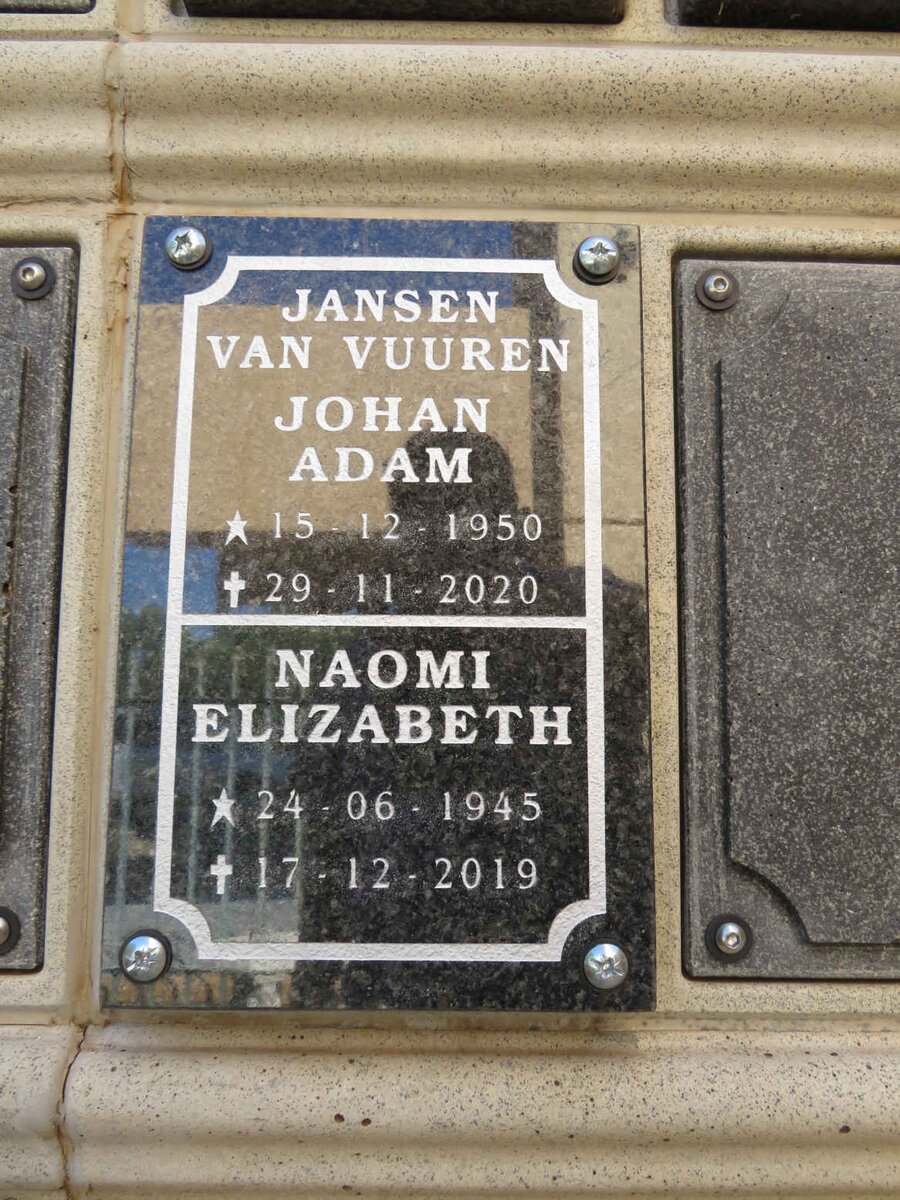 JANSEN
VAN VUUREN
JOHAN
ADAM
★ 15 - 12 - 1950
✝ 29 - 11 - 2020
NAOMI
ELIZABETH
★ 24 - 06 - 1945
✝ 17 - 12 - 2019